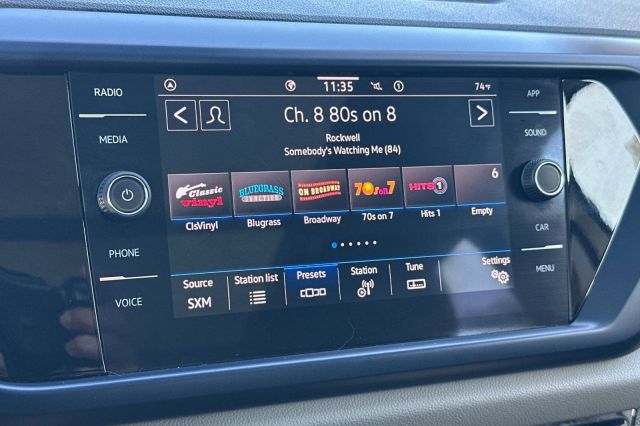 RADIO
MEDIA
PHONE
VOICE
11:35
1
74°F
Ch. 8 80s on 8
Rockwell
Somebody's Watching Me (84)
Classic vinyl
BLUEGRASS JUNCTION
ON BROADWAY
70s on 7
HITS 1
6
ClsVinyl
Blugrass
Broadway
70s on 7
Hits 1
Empty
Source
SXM
Station list
Presets
Station
Tune
Settings
APP
SOUND
CAR
MENU